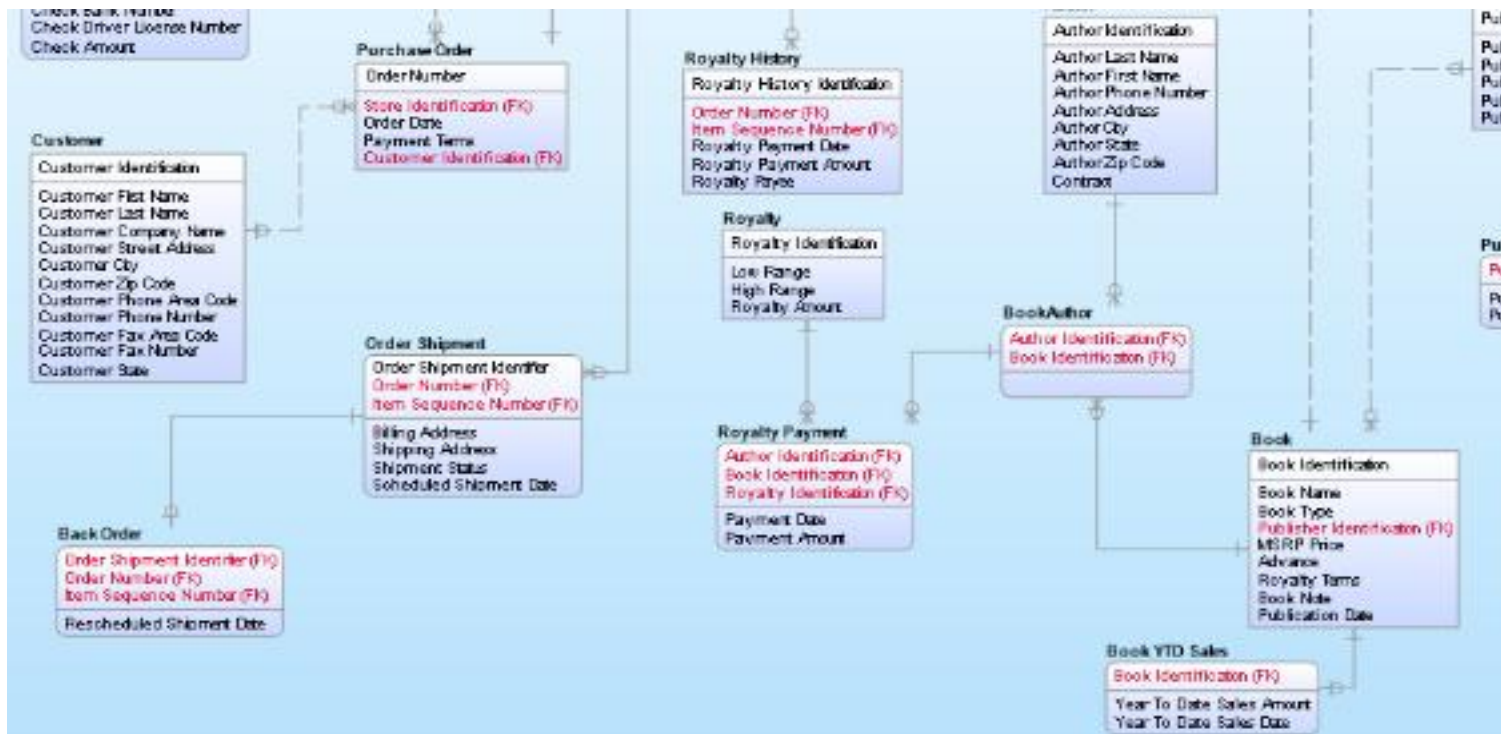 Check Bank Number
Check Driver License Number
Check Amount
Purchase Order
Order Number
Store Identification (FK)
Order Date
Payment Terms
Customer Identification (FK)
Customer
Customer Identification
Customer First Name
Customer Last Name
Customer Company Name
Customer Street Address
Customer City
Customer Zip Code
Customer Phone Area Code
Customer Phone Number
Customer Fax Area Code
Customer Fax Number
Customer State
Order Shipment
Order Shipment Identifier
Order Number (FK)
Item Sequence Number (FK)
Billing Address
Shipping Address
Shipment Status
Scheduled Shipment Date
Back Order
Order Shipment Identifier (FK)
Order Number (FK)
Item Sequence Number (FK)
Rescheduled Shipment Date
Royalty History
Royalty History Identification
Order Number (FK)
Item Sequence Number (FK)
Royalty Payment Date
Royalty Payment Amount
Royalty Payee
Royalty
Royalty Identification
Low Range
High Range
Royalty Amount
Royalty Payment
Author Identification (FK)
Book Identification (FK)
Royalty Identification (FK)
Payment Date
Payment Amount
Author Identification
Author Last Name
Author First Name
Author Phone Number
Author Address
Author City
Author State
Author Zip Code
Contract
BookAuthor
Author Identification (FK)
Book Identification (FK)
Book
Book Identification
Book Name
Book Type
Publisher Identification (FK)
MSRP Price
Advance
Royalty Terms
Book Note
Publication Date
Book YTD Sales
Book Identification (FK)
Year To Date Sales Amount
Year To Date Sales Date